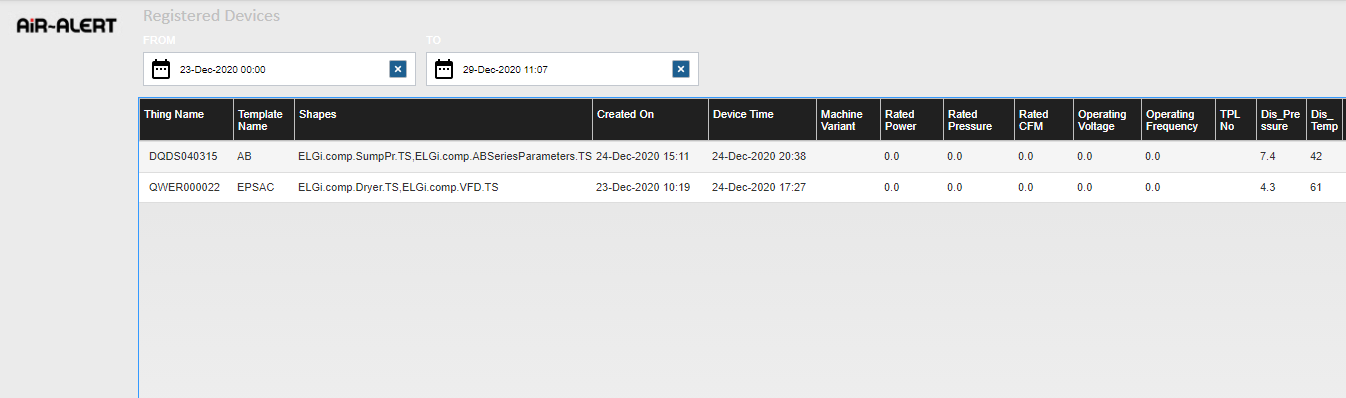 AiR-ALERT
Registered Devices
FROM TO
23-Dec-2020 00:00 29-Dec-2020 11:07
Thing Name Template Name Shapes Created On Device Time Machine Variant Rated Power Rated Pressure Rated CFM Operating Voltage Operating Frequency TPL No Dis_Pressure Dis_Temp
DQDS040315 AB ELGi.comp.SumpPr.TS,ELGi.comp.ABSeriesParameters.TS 24-Dec-2020 15:11 24-Dec-2020 20:38 0.0 0.0 0.0 0.0 0.0 7.4 42
QWER000022 EPSAC ELGi.comp.Dryer.TS,ELGi.comp.VFD.TS 23-Dec-2020 10:19 24-Dec-2020 17:27 0.0 0.0 0.0 0.0 0.0 4.3 61